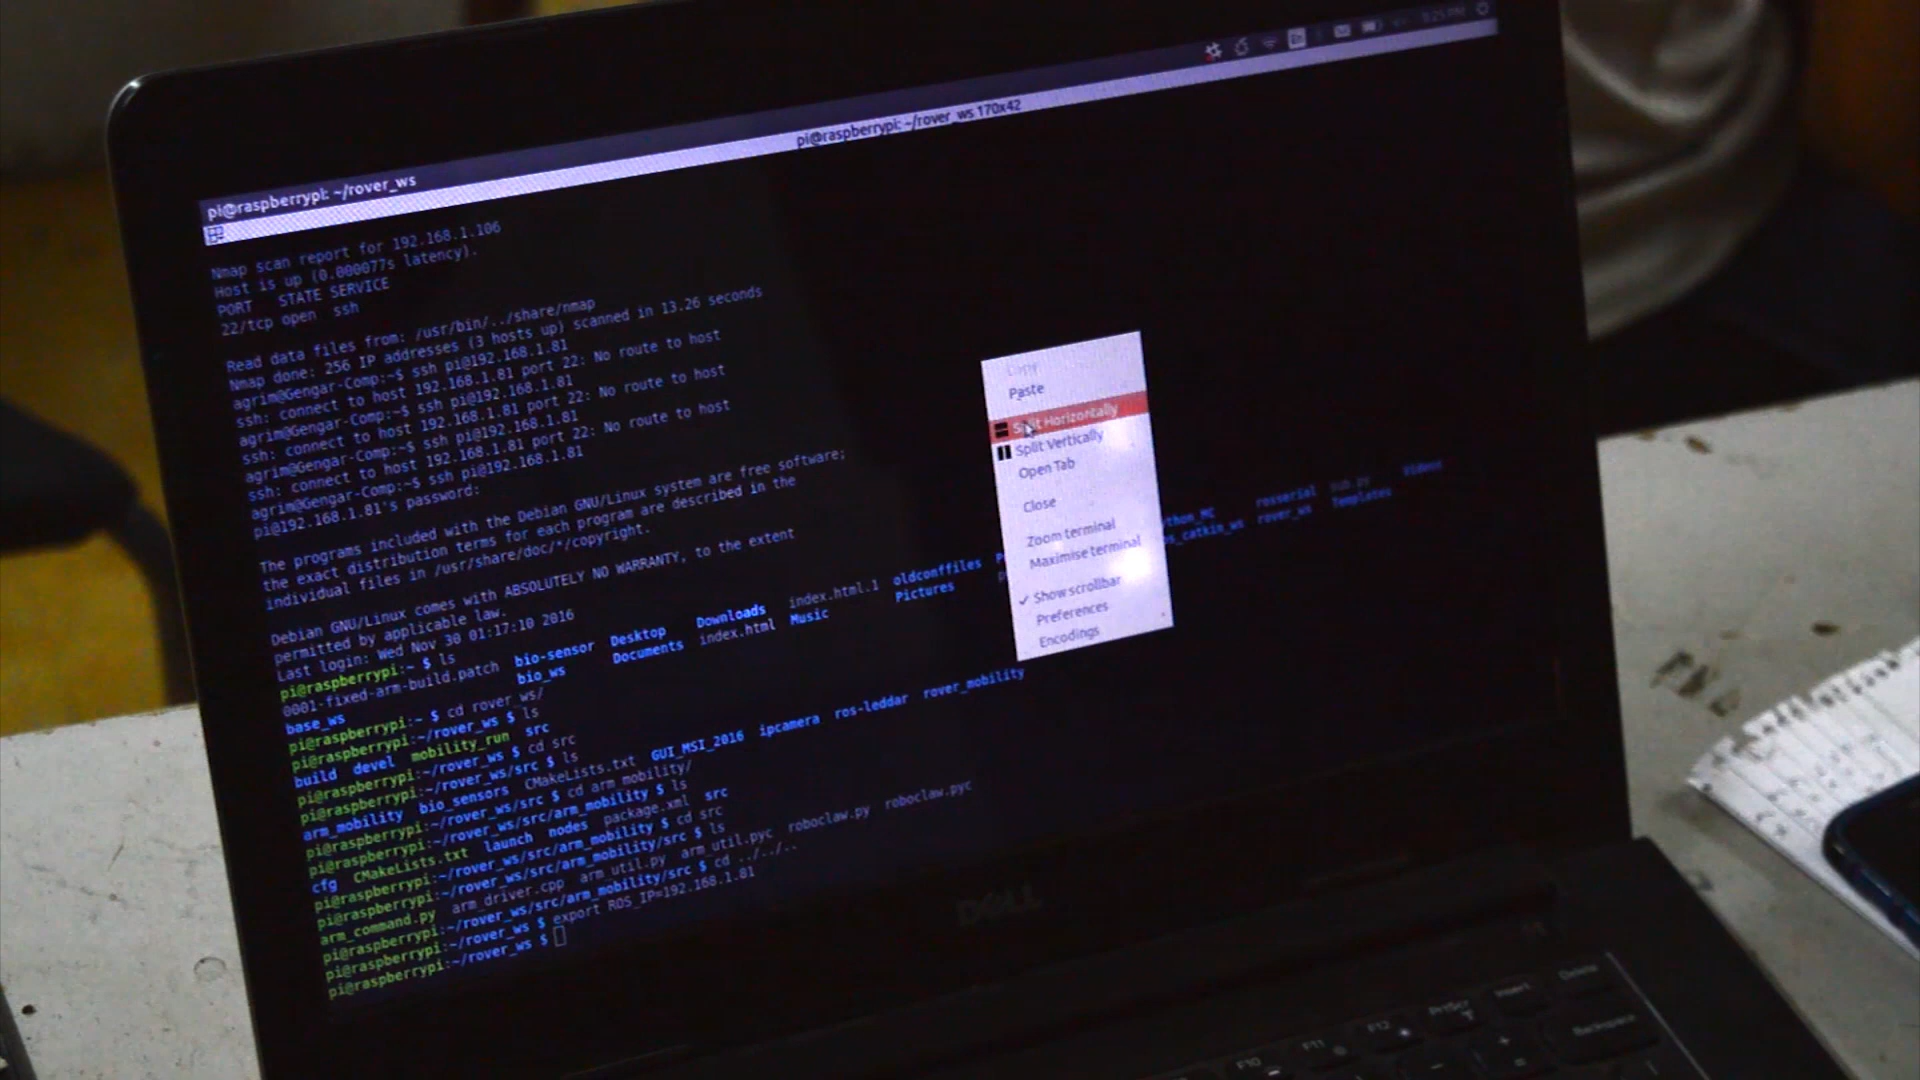 3:25 PM
pi@raspberrypi: ~/rover_ws 170x42
pi@raspberrypi: ~/rover_ws
Nmap scan report for 192.168.1.106
Host is up (0.000077s latency).
PORT STATE SERVICE
22/tcp open ssh
Read data files from: /usr/bin/../share/nmap
Nmap done: 256 IP addresses (3 hosts up) scanned in 13.26 seconds
agrim@Gengar-Comp:~$ ssh pi@192.168.1.81
ssh: connect to host 192.168.1.81 port 22: No route to host
agrim@Gengar-Comp:~$ ssh pi@192.168.1.81
ssh: connect to host 192.168.1.81 port 22: No route to host
agrim@Gengar-Comp:~$ ssh pi@192.168.1.81
ssh: connect to host 192.168.1.81 port 22: No route to host
agrim@Gengar-Comp:~$ ssh pi@192.168.1.81
pi@192.168.1.81's password:
The programs included with the Debian GNU/Linux system are free software;
the exact distribution terms for each program are described in the
individual files in /usr/share/doc/*/copyright.
Debian GNU/Linux comes with ABSOLUTELY NO WARRANTY, to the extent
permitted by applicable law.
Last login: Wed Nov 30 01:17:10 2016
pi@raspberrypi:~ $ ls
0001-fixed-arm-build.patch bio-sensor Desktop Downloads index.html.1 oldconffiles rosserial sub.py Videos
base_ws bio_ws Documents index.html Music Pictures rover_ws Templates
pi@raspberrypi:~ $ cd rover_ws/
pi@raspberrypi:~/rover_ws $ ls
build devel mobility_run src
pi@raspberrypi:~/rover_ws $ cd src
pi@raspberrypi:~/rover_ws/src $ ls
arm_mobility bio_sensors CMakeLists.txt GUI_MSI_2016 ipcamera ros-leddar rover_mobility
pi@raspberrypi:~/rover_ws/src $ cd arm_mobility/
pi@raspberrypi:~/rover_ws/src/arm_mobility $ ls
cfg CMakeLists.txt launch nodes package.xml src
pi@raspberrypi:~/rover_ws/src/arm_mobility $ cd src
pi@raspberrypi:~/rover_ws/src/arm_mobility/src $ ls
arm_command.py arm_driver.cpp arm_util.py arm_util.pyc roboclaw.py roboclaw.pyc
pi@raspberrypi:~/rover_ws/src/arm_mobility/src $ cd ../../..
pi@raspberrypi:~/rover_ws $ export ROS_IP=192.168.1.81
pi@raspberrypi:~/rover_ws $
Copy
Paste
Split Horizontally
Split Vertically
Open Tab
Close
Zoom terminal
Maximise terminal
Show scrollbar
Preferences
Encodings
DELL
F10 F11 F12 PrtScr Insert Delete
Backspace